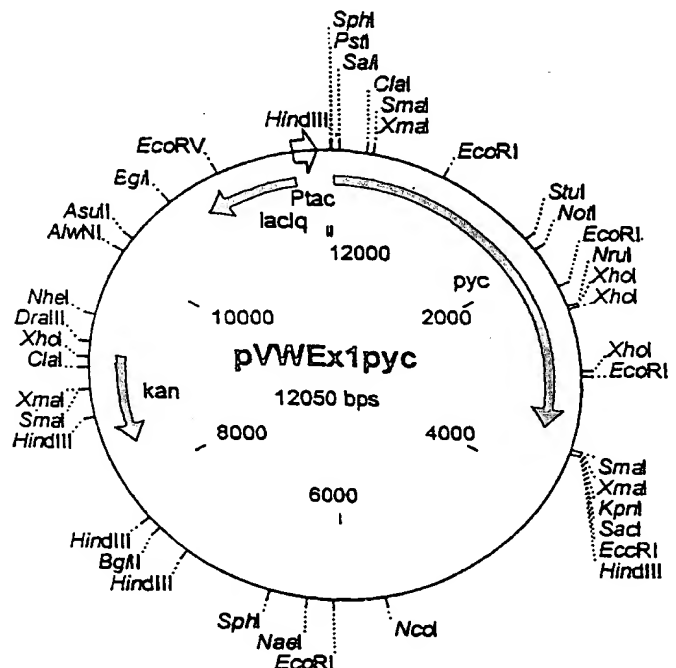 SphI
PstI
SalI
ClaI
SmaI
XmaI
HindIII
EcoRV
EcoRI
BglI
StuI
AsuII
Ptac
NotI
AlwNI
lacIq
EcoRI.
12000
NruI
XhoI
pyc
XhoI
NheI
10000
2000
DraIII
XhoI
pVWEx1pyc
XhoI
ClaI
EcoRI
kan
12050 bps
XmaI
SmaI
8000
4000
HindIII
SmaI
XmaI
6000
KpnI
SacI
EccRI
HindIII
HindIII
BglII
HindIII
SphI
NcoI
NaeI
EcoRI